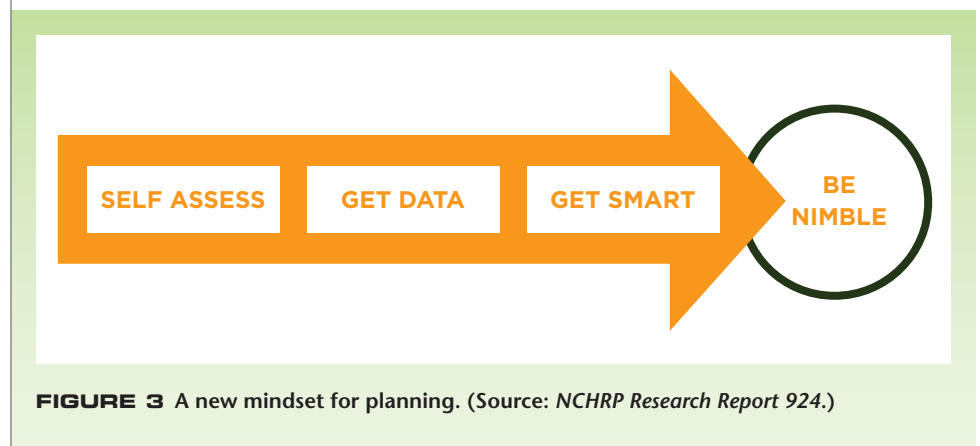 SELF ASSESS
GET DATA
GET SMART
BE
NIMBLE
FIGURE 3 A new mindset for planning. (Source: NCHRP Research Report 924.)